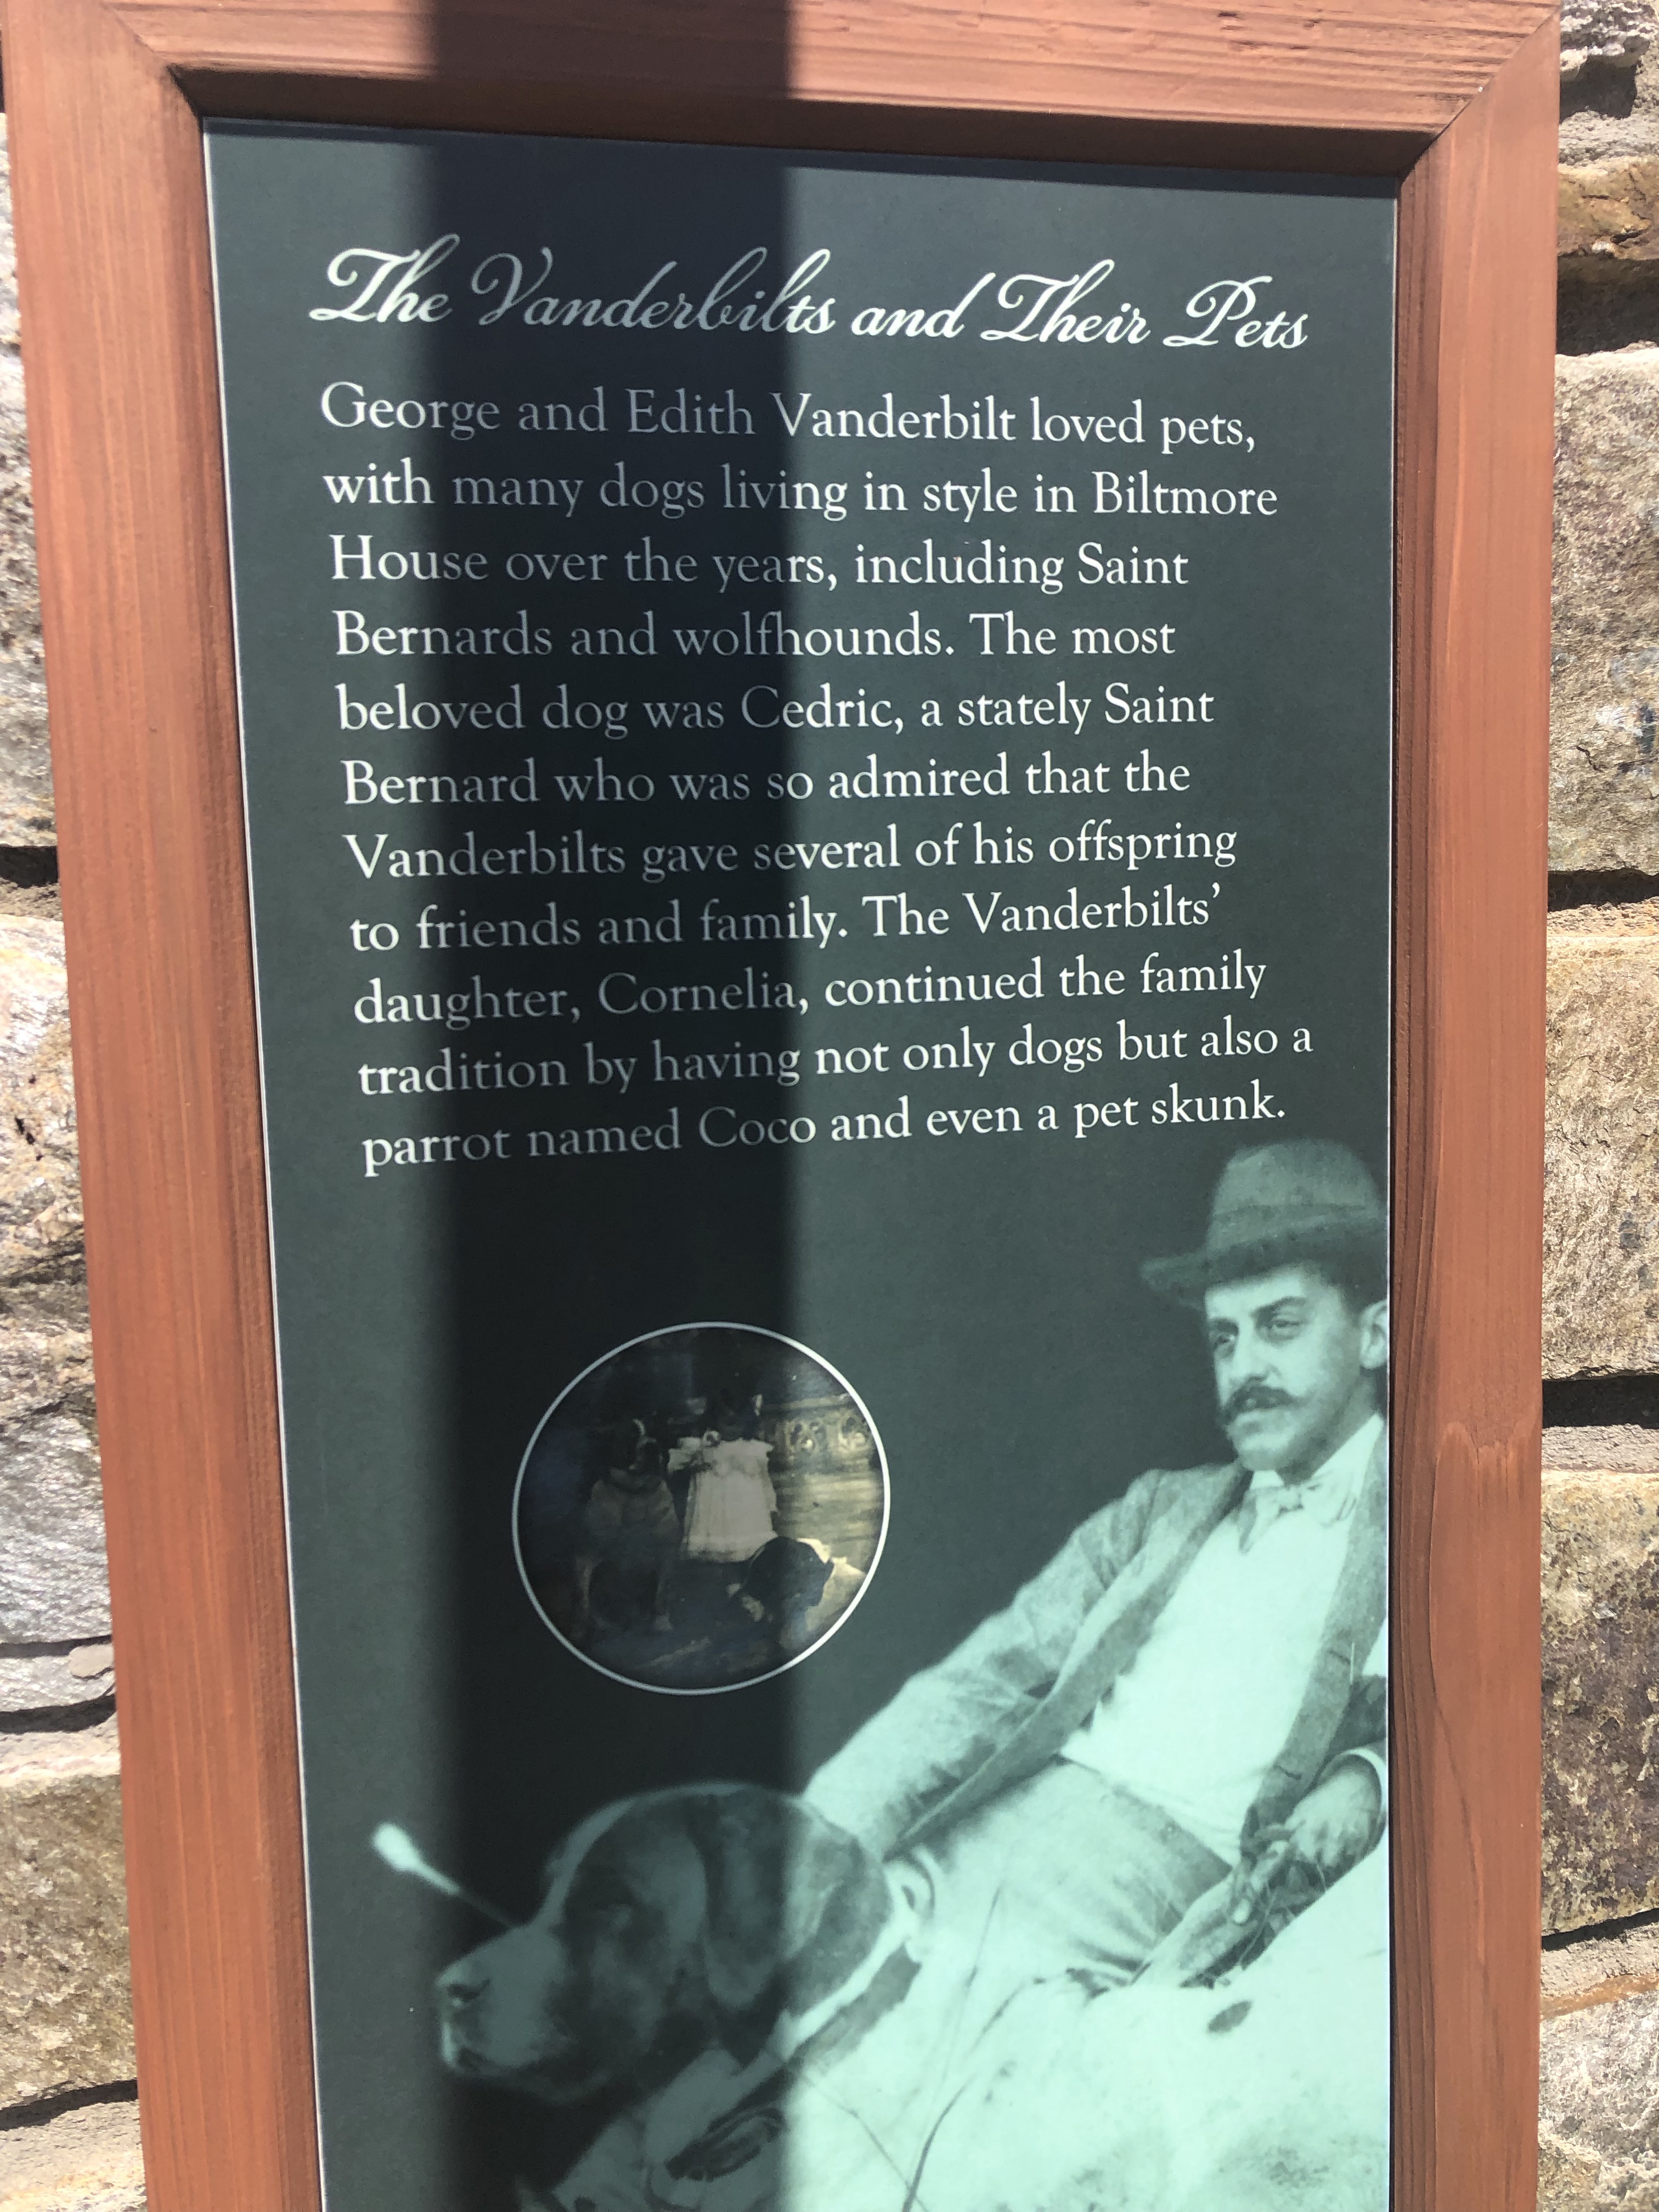 The Vanderbilts and Their Pets
George and Edith Vanderbilt loved pets,
with many dogs living in style in Biltmore
House over the years, including Saint
Bernards and wolfhounds. The most
beloved dog was Cedric, a stately Saint
Bernard who was so admired that the
Vanderbilts gave several of his offspring
to friends and family. The Vanderbilts’
daughter, Cornelia, continued the family
tradition by having not only dogs but also a
parrot named Coco and even a pet skunk.